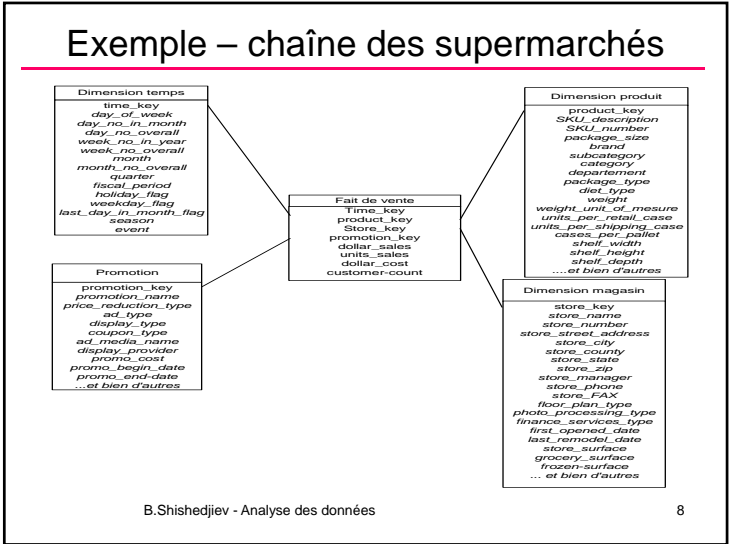 Exemple – chaîne des supermarchés
Dimension temps
time_key
day_of_week
day_no_in_month
day_no_overall
week_no_in_year
week_no_overall
month
month_no_overall
quarter
fiscal_period
holiday_flag
weekday_flag
last_day_in_month_flag
season
event
Promotion
promotion_key
promotion_name
price_reduction_type
ad_type
display_type
coupon_type
ad_media_name
display_provider
promo_cost
promo_begin_date
promo_end-date
...et bien d'autres
Fait de vente
Time_key
product_key
Store_key
promotion_key
dollar_sales
units_sales
dollar_cost
customer-count
Dimension produit
product_key
SKU_description
SKU_number
package_size
brand
subcategory
category
departement
package_type
diet_type
weight
weight_unit_of_mesure
units_per_retail_case
units_per_shipping_case
cases_per_pallet
shelf_width
shelf_height
shelf_depth
....et bien d'autres
Dimension magasin
store_key
store_name
store_number
store_street_address
store_city
store_county
store_state
store_zip
store_manager
store_phone
store_FAX
floor_plan_type
photo_processing_type
finance_services_type
first_opened_date
last_remodel_date
store_surface
grocery_surface
frozen-surface
... et bien d'autres
B.Shishedjiev - Analyse des données
8